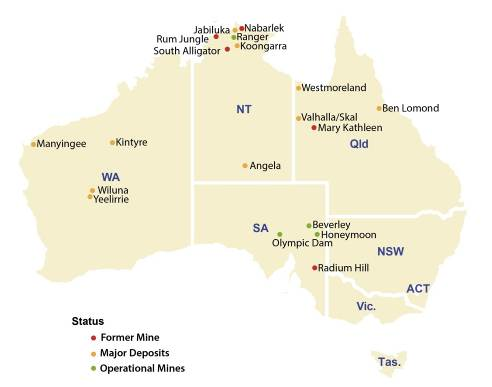 Jabiluka
Nabarlek
Rum Jungle
Ranger
South Alligator
Koongarra
Westmoreland
NT
Ben Lomond
Valhalla/Skal
Mary Kathleen
Manyingee
Kintyre
Qld
Angela
WA
Wiluna
Yeelirrie
Beverley
SA
Honeymoon
Olympic Dam
NSW
Radium Hill
ACT
Vic.
Status
Former Mine
Major Deposits
Operational Mines
Tas.